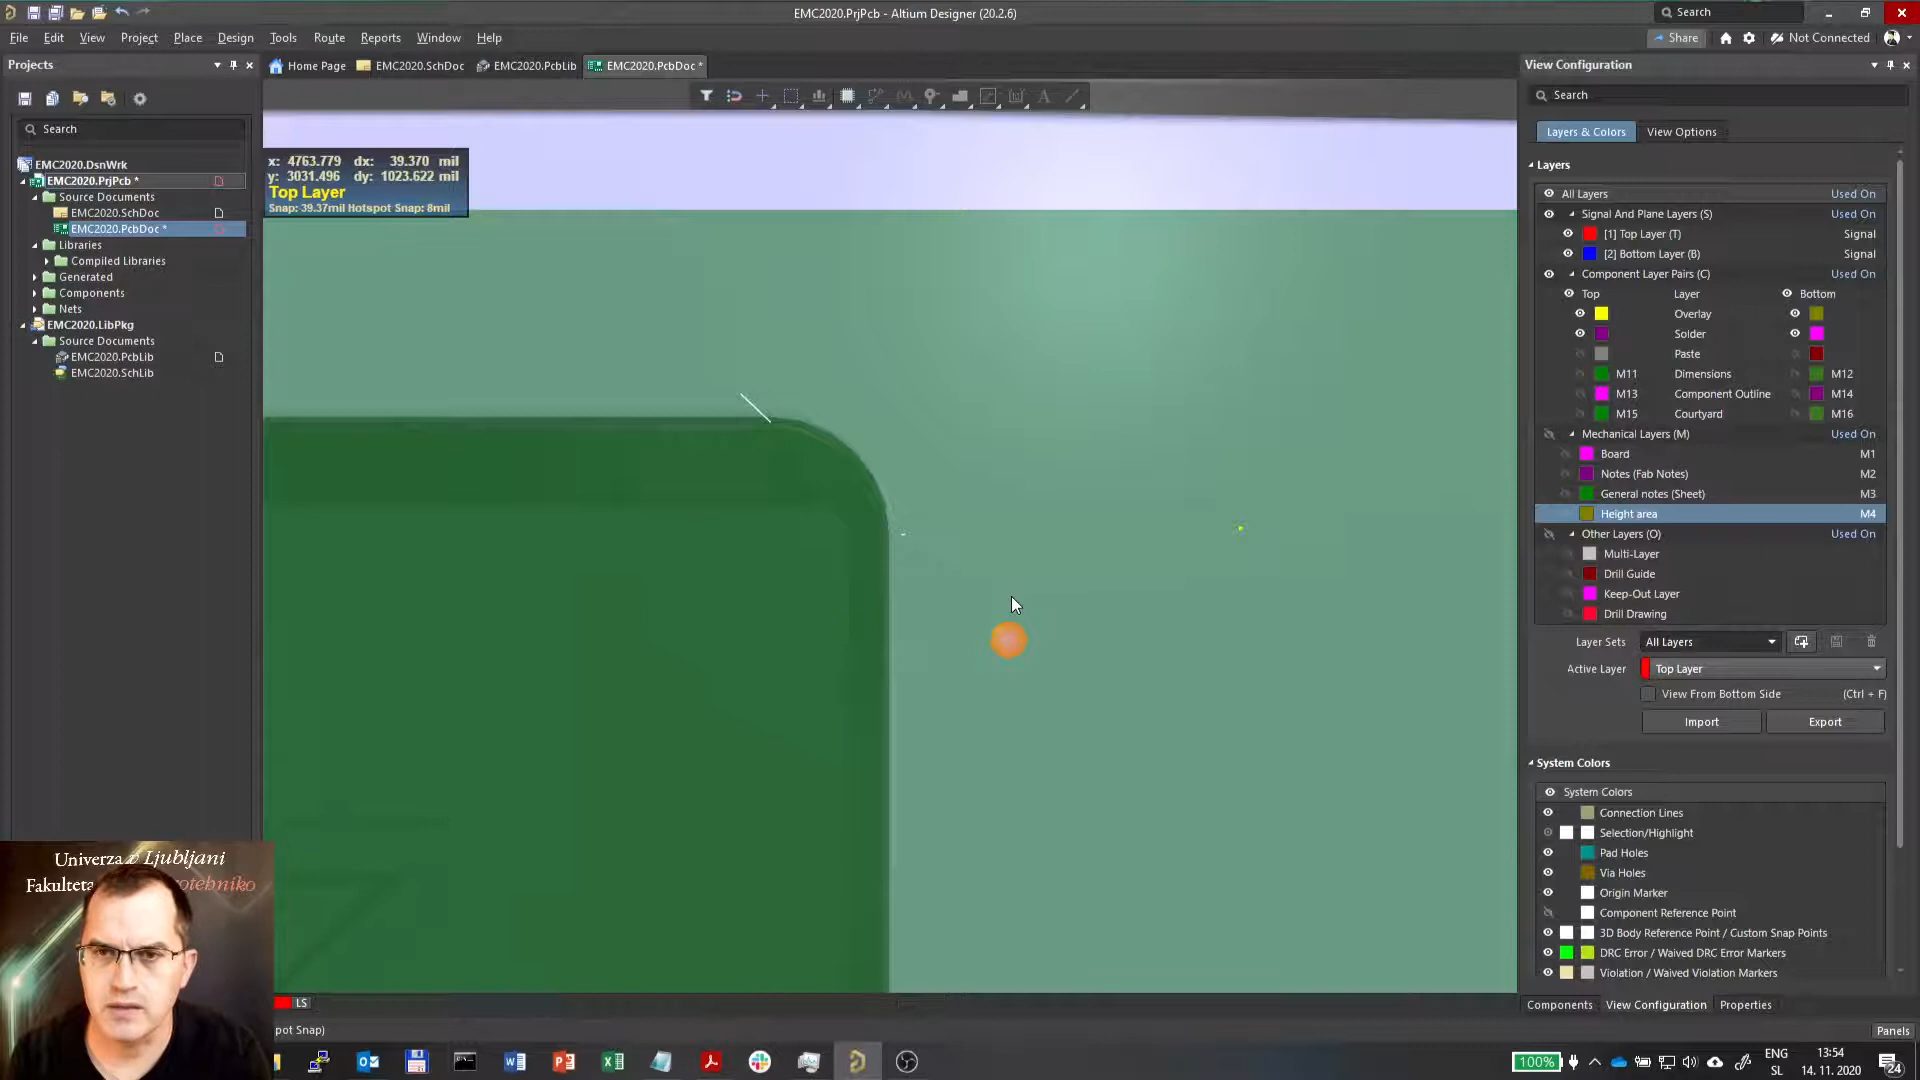 EMC2020.PrjPcb - Altium Designer (20.2.6)
Search
File Edit View Project Place Design Tools Route Reports Window Help
Share
Not Connected
Projects
Home Page
EMC2020.SchDoc
EMC2020.PcbLib
EMC2020.PcbDoc *
View Configuration
Search
Search
Layers & Colors
View Options
EMC2020.DsnWrk
EMC2020.PrjPcb *
Source Documents
EMC2020.SchDoc
EMC2020.PcbDoc *
Libraries
Compiled Libraries
Generated
Components
Nets
EMC2020.LibPkg
Source Documents
EMC2020.PcbLib
EMC2020.SchLib
x: 4763.779 dx: 39.370 mil
y: 3031.496 dy: 1023.622 mil
Top Layer
Snap: 39.37mil Hotspot Snap: 8mil
Layers
All Layers Used On
Signal And Plane Layers (S) Used On
[1] Top Layer (T) Signal
[2] Bottom Layer (B) Signal
Component Layer Pairs (C) Used On
Top Layer Bottom
Overlay
Solder
Paste
M11 Dimensions M12
M13 Component Outline M14
M15 Courtyard M16
Mechanical Layers (M) Used On
Board M1
Notes (Fab Notes) M2
General notes (Sheet) M3
Height area M4
Other Layers (O) Used On
Multi-Layer
Drill Guide
Keep-Out Layer
Drill Drawing
Layer Sets All Layers
Active Layer Top Layer
View From Bottom Side (Ctrl + F)
Import Export
System Colors
System Colors
Connection Lines
Selection/Highlight
Pad Holes
Via Holes
Origin Marker
Component Reference Point
3D Body Reference Point / Custom Snap Points
DRC Error / Waived DRC Error Markers
Violation / Waived Violation Markers
Components View Configuration Properties
Panels
Univerza v Ljubljani
Fakulteta
LS
pot Snap)
100%
ENG
SL
13:54
14. 11. 2020
24